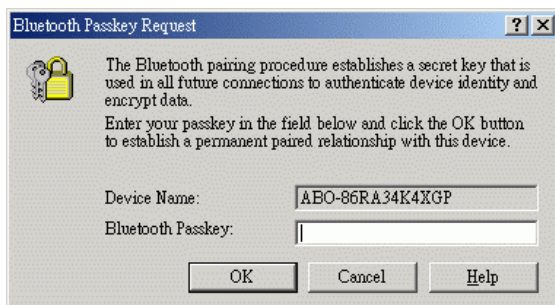 Bluetooth Passkey Request
The Bluetooth pairing procedure establishes a secret key that is
used in all future connections to authenticate device identity and
encrypt data.
Enter your passkey in the field below and click the OK button
to establish a permanent paired relationship with this device.
Device Name: ABO-86RA34K4XGP
Bluetooth Passkey:
OK Cancel Help